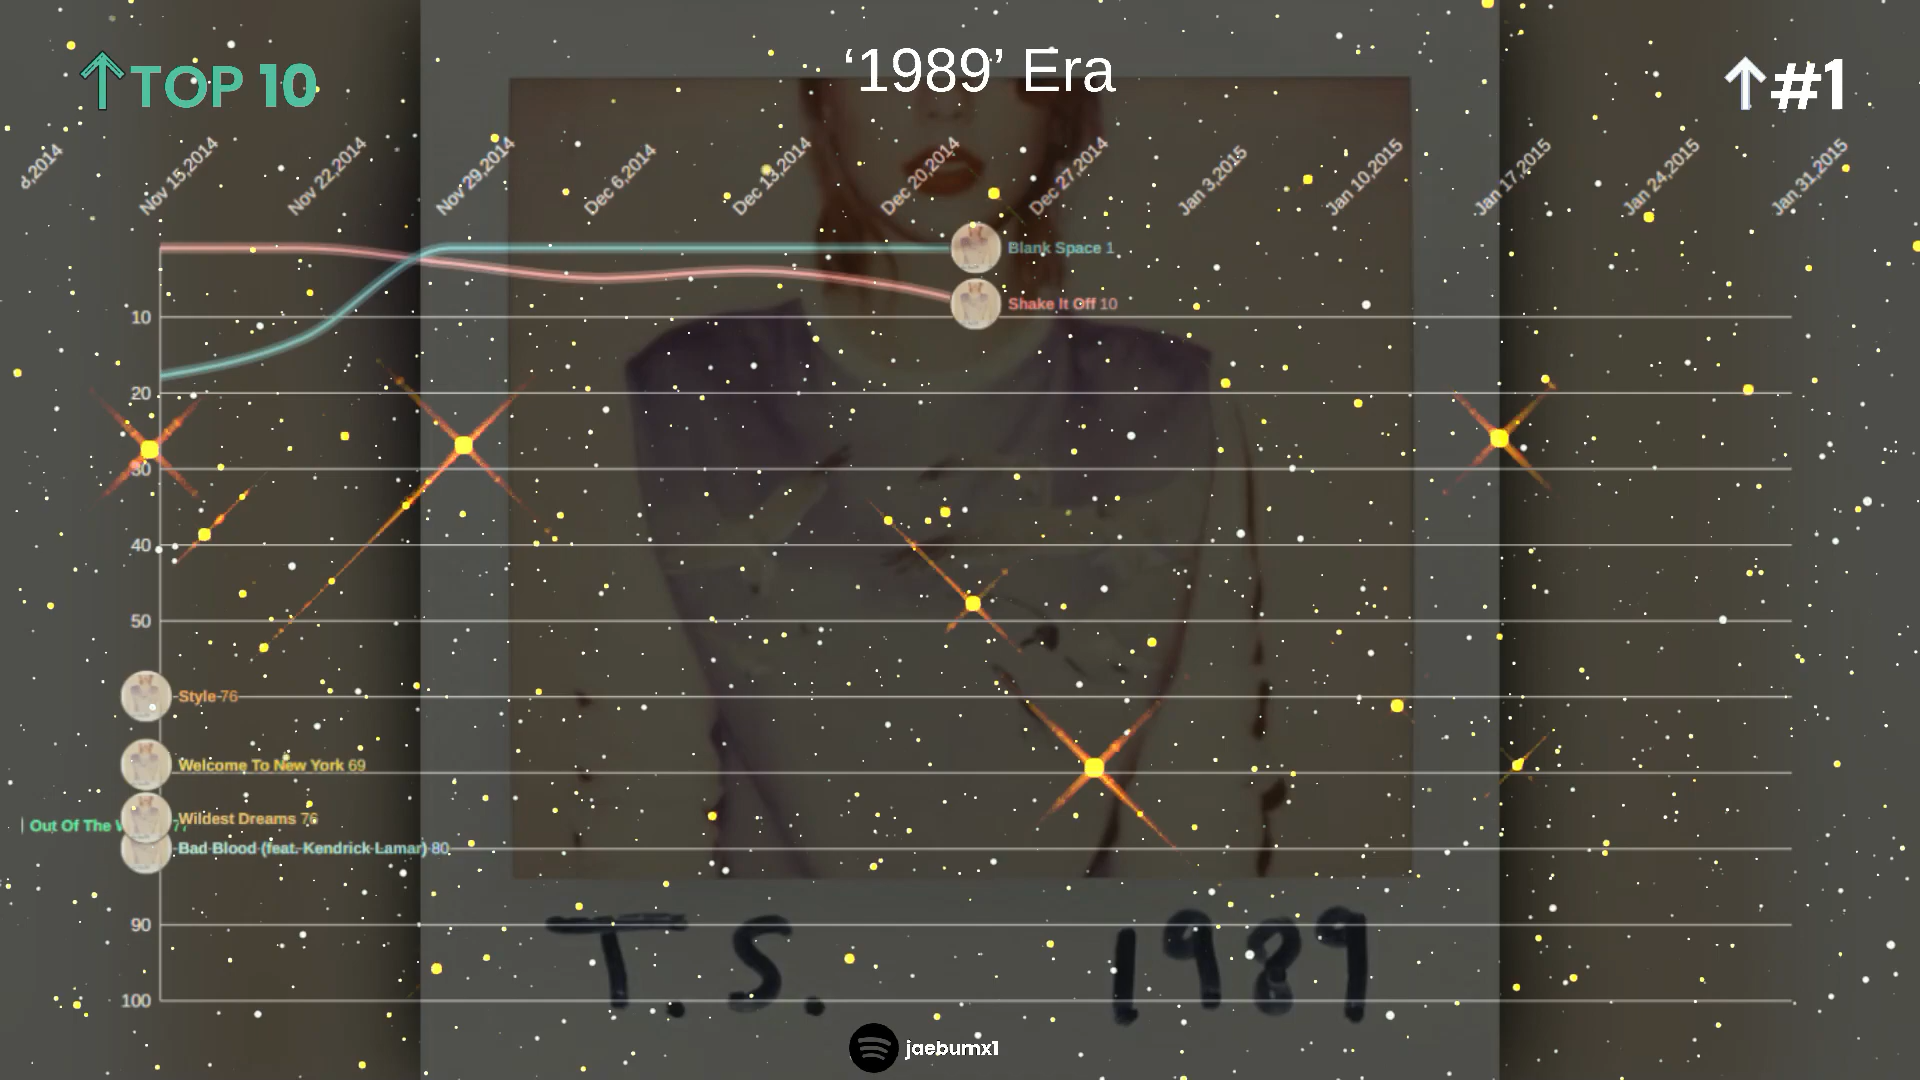 ‘1989’ Era
↑TOP 10
↑#1
8,2014
Nov 15,2014
Nov 22,2014
Nov 29,2014
Dec 6,2014
Dec 13,2014
Dec 20,2014
Dec 27,2014
Jan 3,2015
Jan 10,2015
Jan 17,2015
Jan 24,2015
Jan 31,2015
Blank Space 1
Shake It Off 10
10
20
30
40
50
Style 76
Welcome To New York 69
Wildest Dreams 76
Out Of The
Bad Blood (feat. Kendrick Lamar) 80
90
100
T.S. 1989
jaebumx1